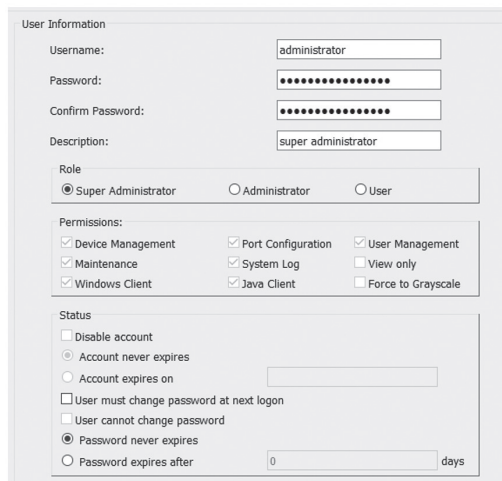 User Information
Username: administrator
Password: ●●●●●●●●●●●●●●●●
Confirm Password: ●●●●●●●●●●●●●●●●
Description: super administrator
Role
Super Administrator Administrator User
Permissions:
Device Management Port Configuration User Management
Maintenance System Log View only
Windows Client Java Client Force to Grayscale
Status
Disable account
Account never expires
Account expires on
User must change password at next logon
User cannot change password
Password never expires
Password expires after 0 days